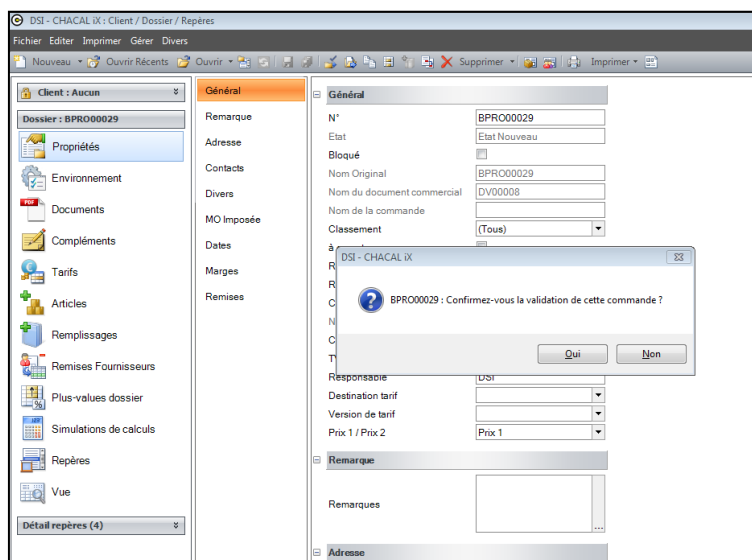 DSI - CHACAL iX : Client / Dossier / Repères
Fichier Editer Imprimer Gérer Divers
Nouveau Ouvrir Récents Ouvrir Supprimer Imprimer
Client : Aucun
Dossier : BPRO00029
Propriétés
Environnement
Documents
Compléments
Tarifs
Articles
Remplissages
Remises Fournisseurs
Plus-values dossier
Simulations de calculs
Repères
Vue
Détail repères (4)
Général
Remarque
Adresse
Contacts
Divers
MO Imposée
Dates
Marges
Remises
Général
N° BPRO00029
Etat Etat Nouveau
Bloqué
Nom Original BPRO00029
Nom du document commercial DV00008
Nom de la commande
Classement (Tous)
à
DSI - CHACAL iX
BPRO00029 : Confirmez-vous la validation de cette commande ?
Oui Non
R
R
C
N
C
T
Responsable DSI
Destination tarif
Version de tarif
Prix 1 / Prix 2 Prix 1
Remarque
Remarques
...
Adresse